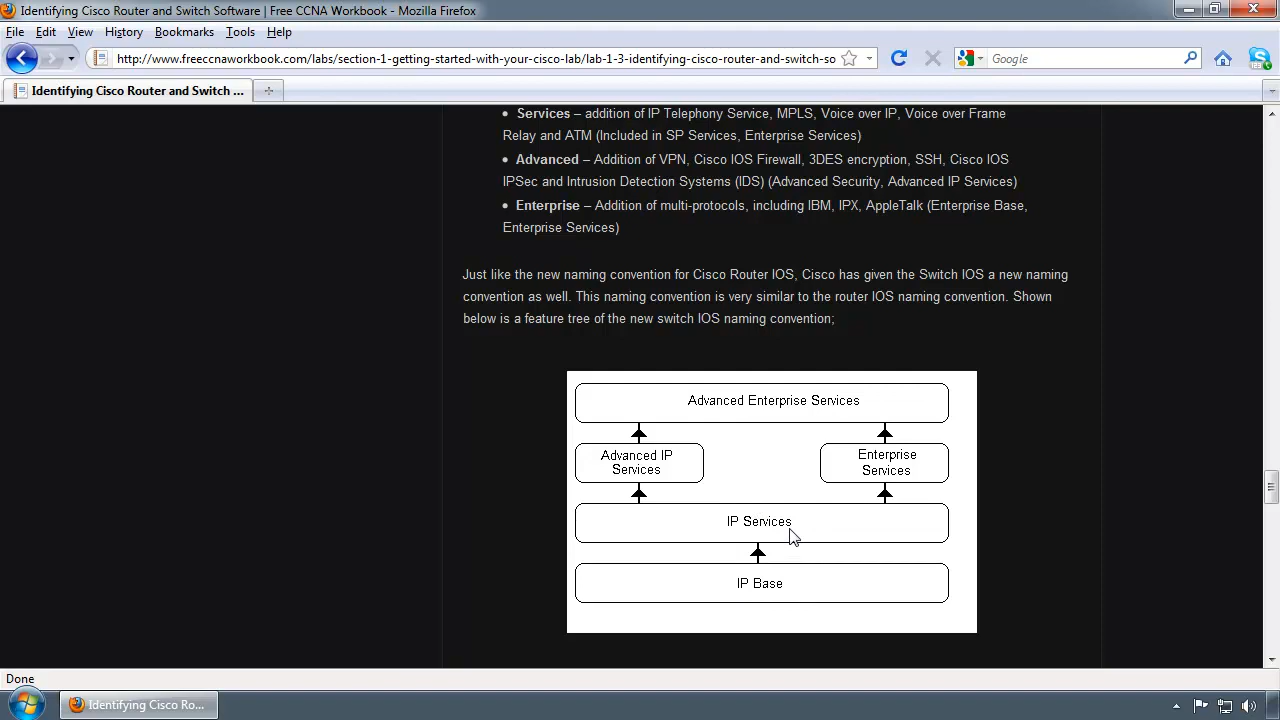 Identifying Cisco Router and Switch Software | Free CCNA Workbook - Mozilla Firefox
File Edit View History Bookmarks Tools Help
http://www.freeccnaworkbook.com/labs/section-1-getting-started-with-your-cisco-lab/lab-1-3-identifying-cisco-router-and-switch-so
Google
Identifying Cisco Router and Switch ...
• Services – addition of IP Telephony Service, MPLS, Voice over IP, Voice over Frame
Relay and ATM (Included in SP Services, Enterprise Services)
• Advanced – Addition of VPN, Cisco IOS Firewall, 3DES encryption, SSH, Cisco IOS
IPSec and Intrusion Detection Systems (IDS) (Advanced Security, Advanced IP Services)
• Enterprise – Addition of multi-protocols, including IBM, IPX, AppleTalk (Enterprise Base,
Enterprise Services)
Just like the new naming convention for Cisco Router IOS, Cisco has given the Switch IOS a new naming
convention as well. This naming convention is very similar to the router IOS naming convention. Shown
below is a feature tree of the new switch IOS naming convention;
Advanced Enterprise Services
Advanced IP
Services
Enterprise
Services
IP Services
IP Base
Done
Identifying Cisco Ro...